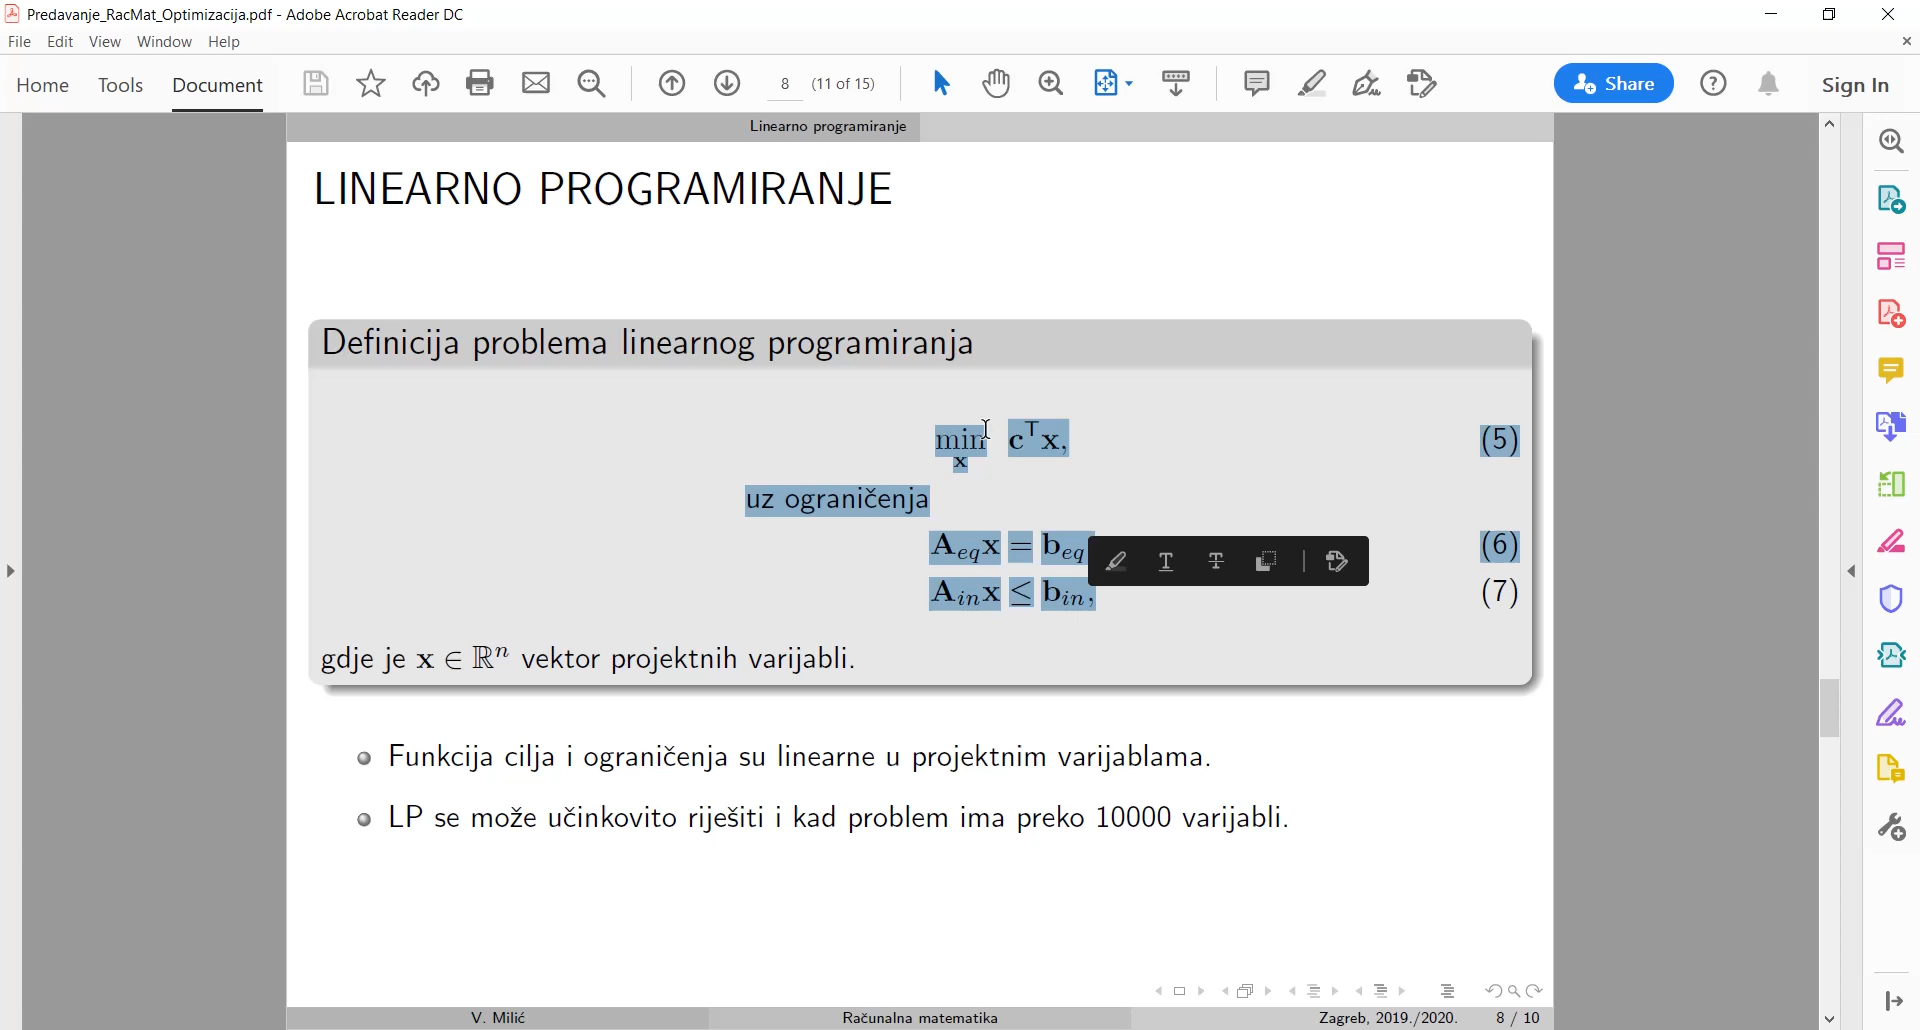 Predavanje_RacMat_Optimizacija.pdf - Adobe Acrobat Reader DC
File Edit View Window Help
Home Tools Document 8 (11 of 15) Share Sign In
Linearno programiranje
LINEARNO PROGRAMIRANJE
Definicija problema linearnog programiranja
min c⊤x, (5)
x
uz ograničenja
A_eq x = b_eq (6)
A_in x ≤ b_in, (7)
gdje je x ∈ ℝⁿ vektor projektnih varijabli.
Funkcija cilja i ograničenja su linearne u projektnim varijablama.
LP se može učinkovito riješiti i kad problem ima preko 10000 varijabli.
V. Milić Računalna matematika Zagreb, 2019./2020. 8 / 10